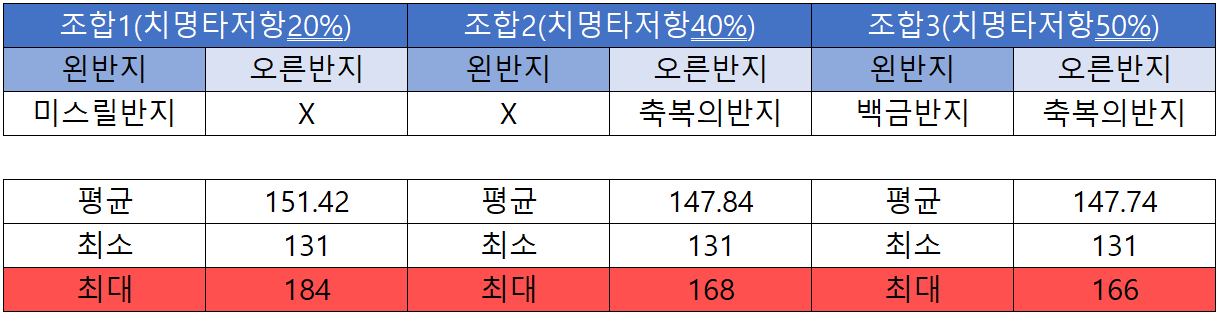 조합1(치명타저항20%) 조합2(치명타저항40%) 조합3(치명타저항50%)
왼반지 오른반지 왼반지 오른반지 왼반지 오른반지
미스릴반지 X X 축복의반지 백금반지 축복의반지
평균 151.42 평균 147.84 평균 147.74
최소 131 최소 131 최소 131
최대 184 최대 168 최대 166